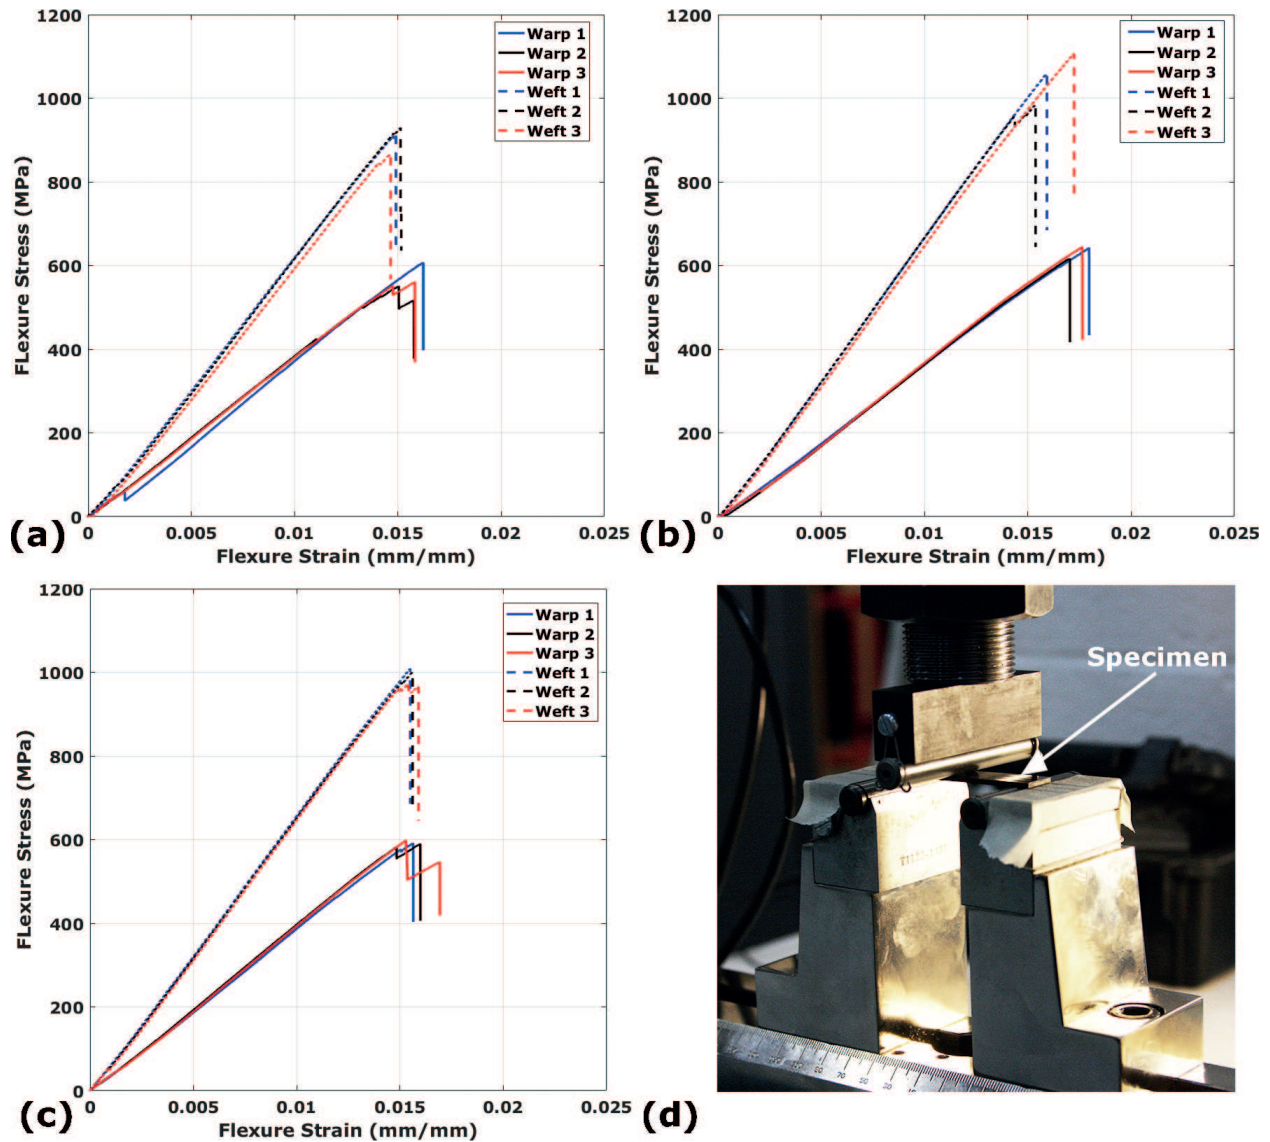 1200
1000
800
600
400
200
0
FLexure Stress (MPa)
Warp 1
Warp 2
Warp 3
Weft 1
Weft 2
Weft 3
0 0.005 0.01 0.015 0.02 0.025
Flexure Strain (mm/mm)
(a)
1200
1000
800
600
400
200
0
FLexure Stress (MPa)
Warp 1
Warp 2
Warp 3
Weft 1
Weft 2
Weft 3
0 0.005 0.01 0.015 0.02 0.025
Flexure Strain (mm/mm)
(b)
1200
1000
800
600
400
200
0
FLexure Stress (MPa)
Warp 1
Warp 2
Warp 3
Weft 1
Weft 2
Weft 3
0 0.005 0.01 0.015 0.02 0.025
Flexure Strain (mm/mm)
(c)
Specimen
(d)